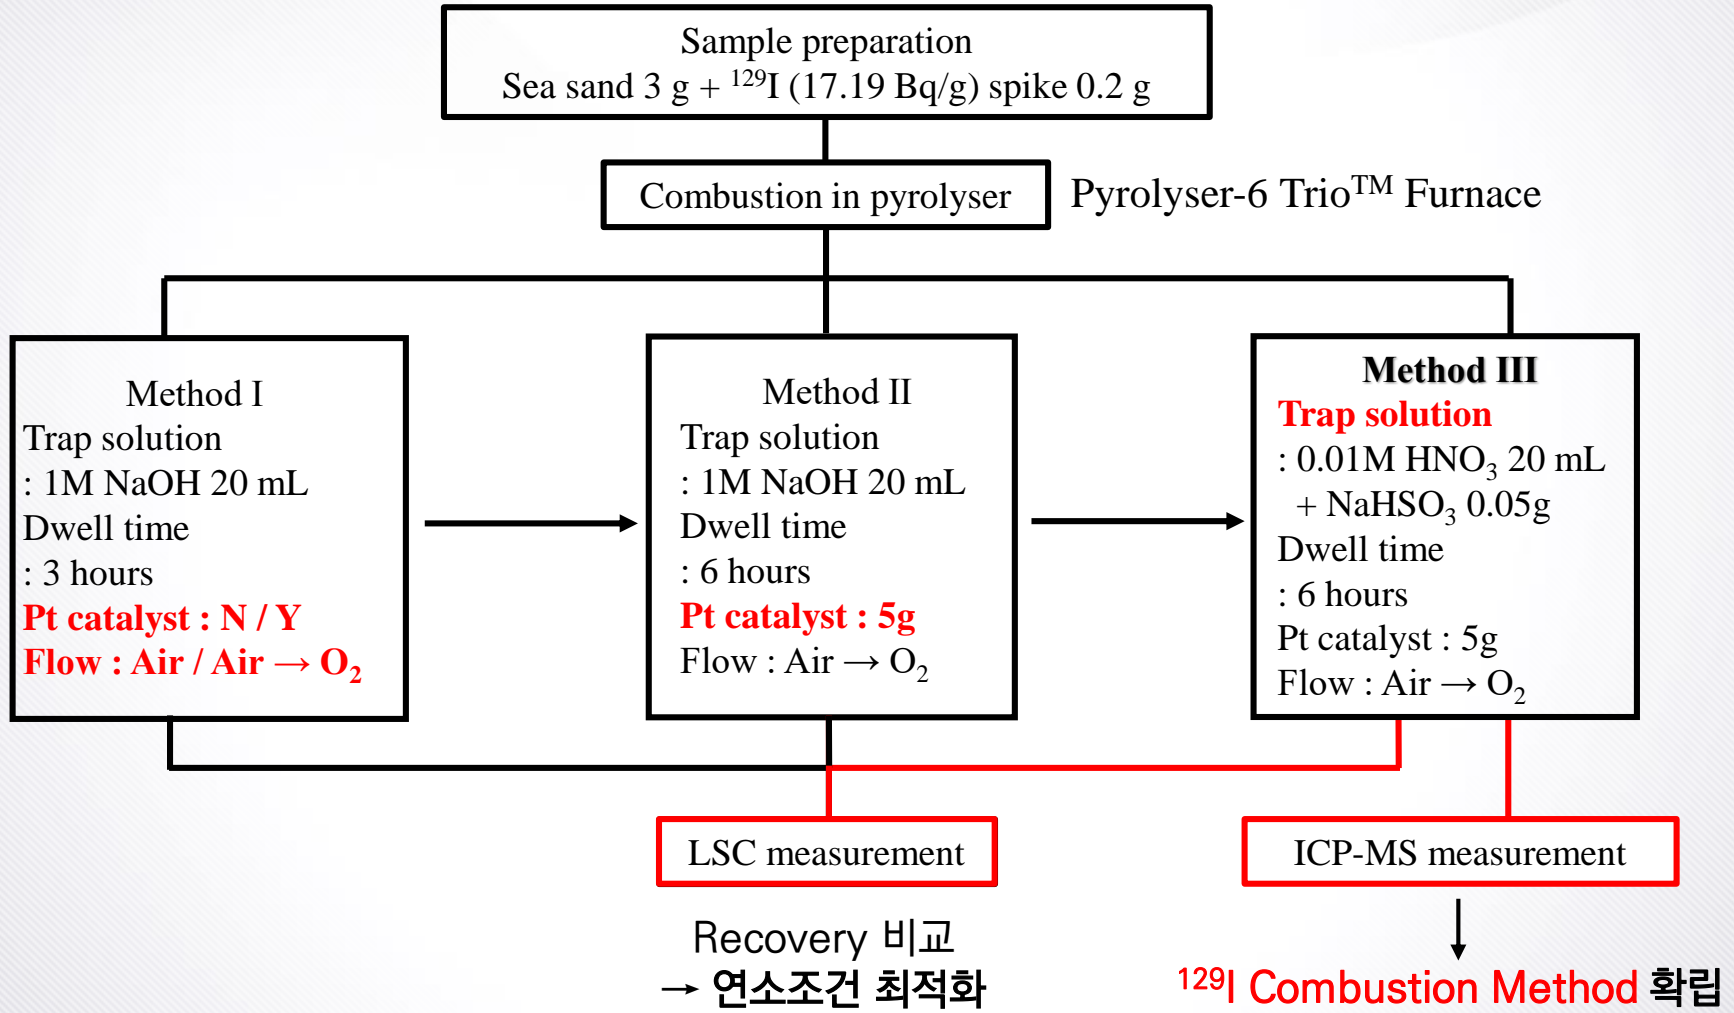 Sample preparation
Sea sand 3 g + ¹²⁹I (17.19 Bq/g) spike 0.2 g
Combustion in pyrolyser
Pyrolyser-6 Trio™ Furnace
Method I
Trap solution
: 1M NaOH 20 mL
Dwell time
: 3 hours
Pt catalyst : N / Y
Flow : Air / Air → O₂
Method II
Trap solution
: 1M NaOH 20 mL
Dwell time
: 6 hours
Pt catalyst : 5g
Flow : Air → O₂
Method III
Trap solution
: 0.01M HNO₃ 20 mL
+ NaHSO₃ 0.05g
Dwell time
: 6 hours
Pt catalyst : 5g
Flow : Air → O₂
LSC measurement
ICP-MS measurement
Recovery 비교
→ 연소조건 최적화
¹²⁹I Combustion Method 확립